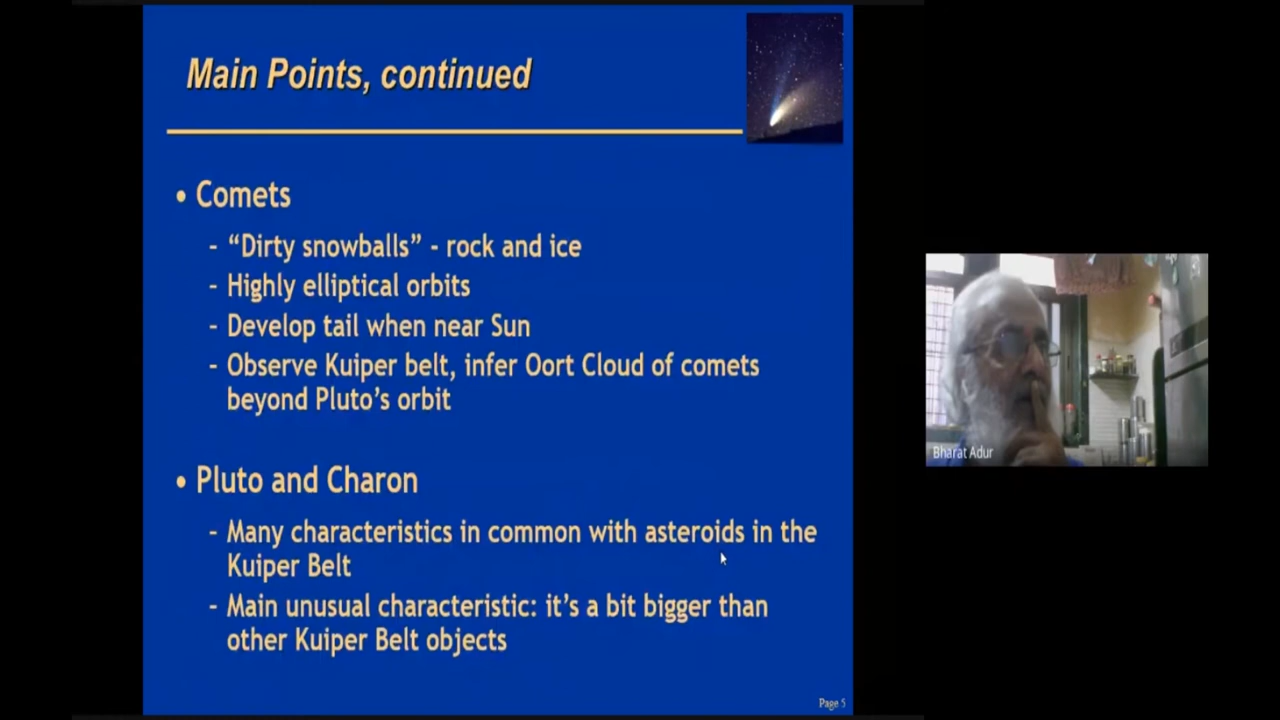 Main Points, continued
• Comets
- “Dirty snowballs” - rock and ice
- Highly elliptical orbits
- Develop tail when near Sun
- Observe Kuiper belt, infer Oort Cloud of comets
beyond Pluto’s orbit
• Pluto and Charon
- Many characteristics in common with asteroids in the
Kuiper Belt
- Main unusual characteristic: it’s a bit bigger than
other Kuiper Belt objects
Page 5
Bharat Adur